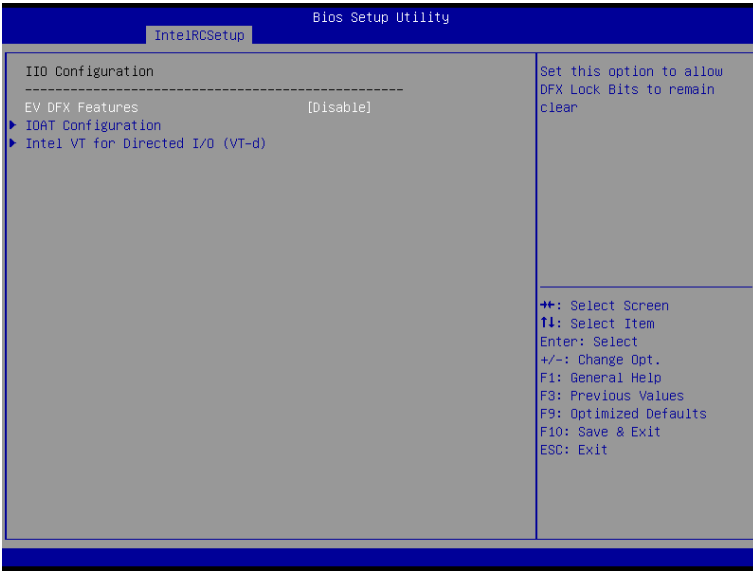 Bios Setup Utility
IntelRCSetup
IIO Configuration
--------------------------------------------------
EV DFX Features [Disable]
IOAT Configuration
Intel VT for Directed I/O (VT-d)
Set this option to allow
DFX Lock Bits to remain
clear
→←: Select Screen
↑↓: Select Item
Enter: Select
+/-: Change Opt.
F1: General Help
F3: Previous Values
F9: Optimized Defaults
F10: Save & Exit
ESC: Exit